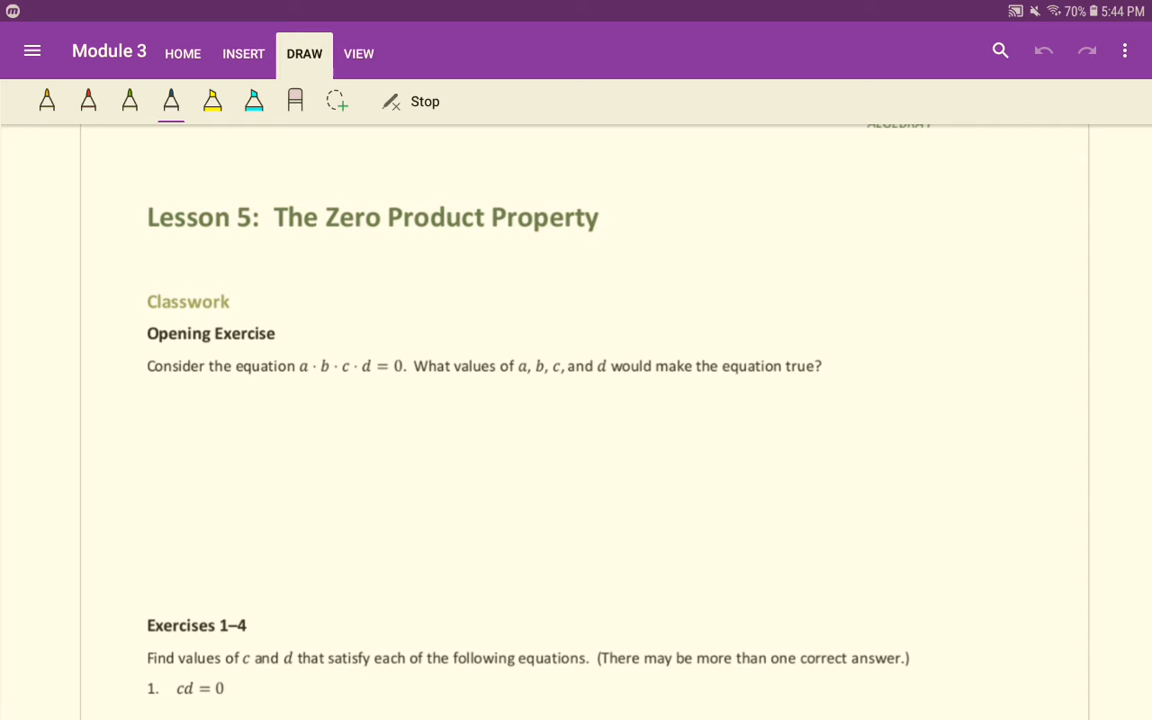 70% 5:44 PM
Module 3 HOME INSERT DRAW VIEW
Stop
ALGEBRA I
Lesson 5: The Zero Product Property
Classwork
Opening Exercise
Consider the equation a · b · c · d = 0. What values of a, b, c, and d would make the equation true?
Exercises 1–4
Find values of c and d that satisfy each of the following equations. (There may be more than one correct answer.)
1. cd = 0